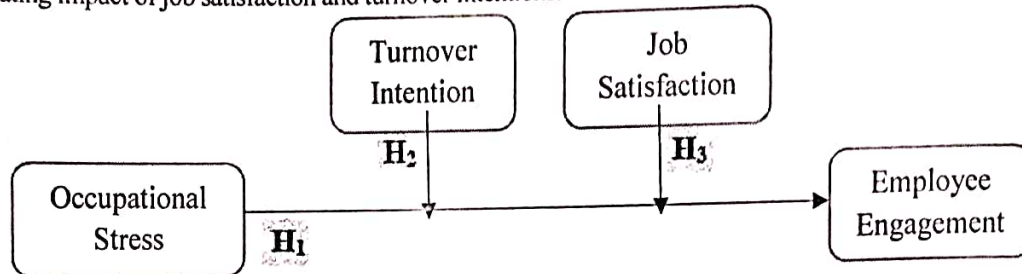 impact of job satisfaction and turnover
Turnover
Intention
Job
Satisfaction
H₂
H₃
Occupational
Stress
H₁
Employee
Engagement